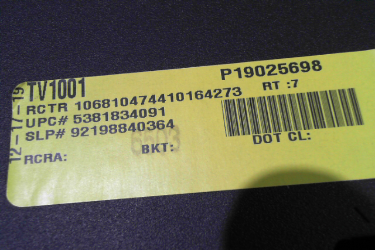 12-17-19
TV1001
P19025698
RCTR 106810474410164273
RT :7
UPC# 5381834091
SLP# 92198840364
RCRA:
BKT:
DOT CL: